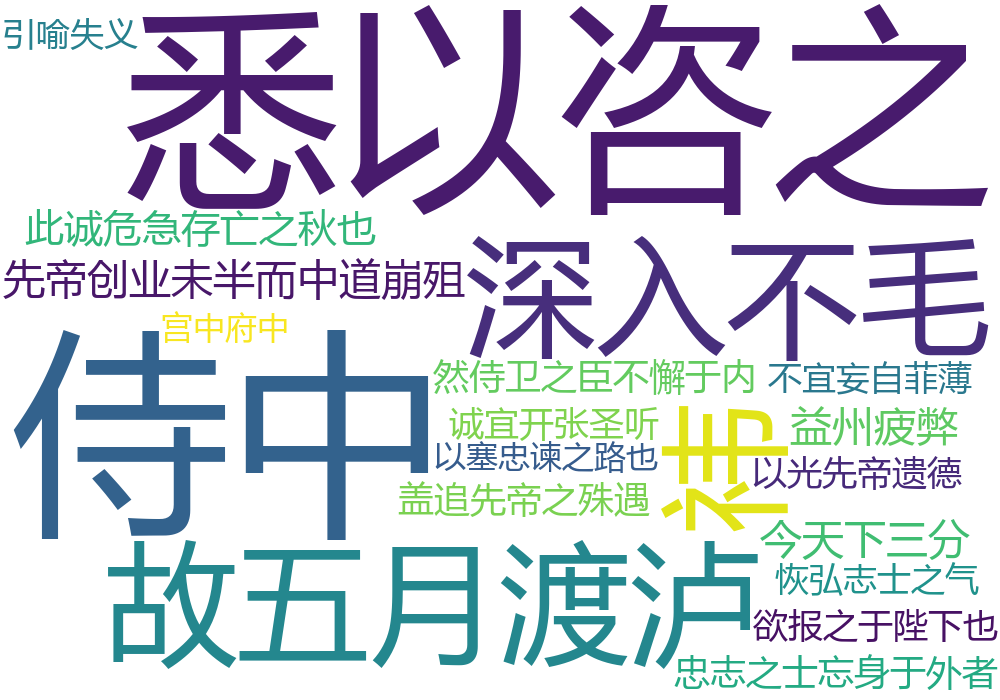 引喻失义
悉以咨之
此诚危急存亡之秋也
先帝创业未半而中道崩殂
深入不毛
宫中府中
侍中
然侍卫之臣不懈于内
不宜妄自菲薄
诚宜开张圣听
祎
益州疲弊
以塞忠谏之路也
以光先帝遗德
盖追先帝之殊遇
今天下三分
故五月渡泸
恢弘志士之气
欲报之于陛下也
忠志之士忘身于外者